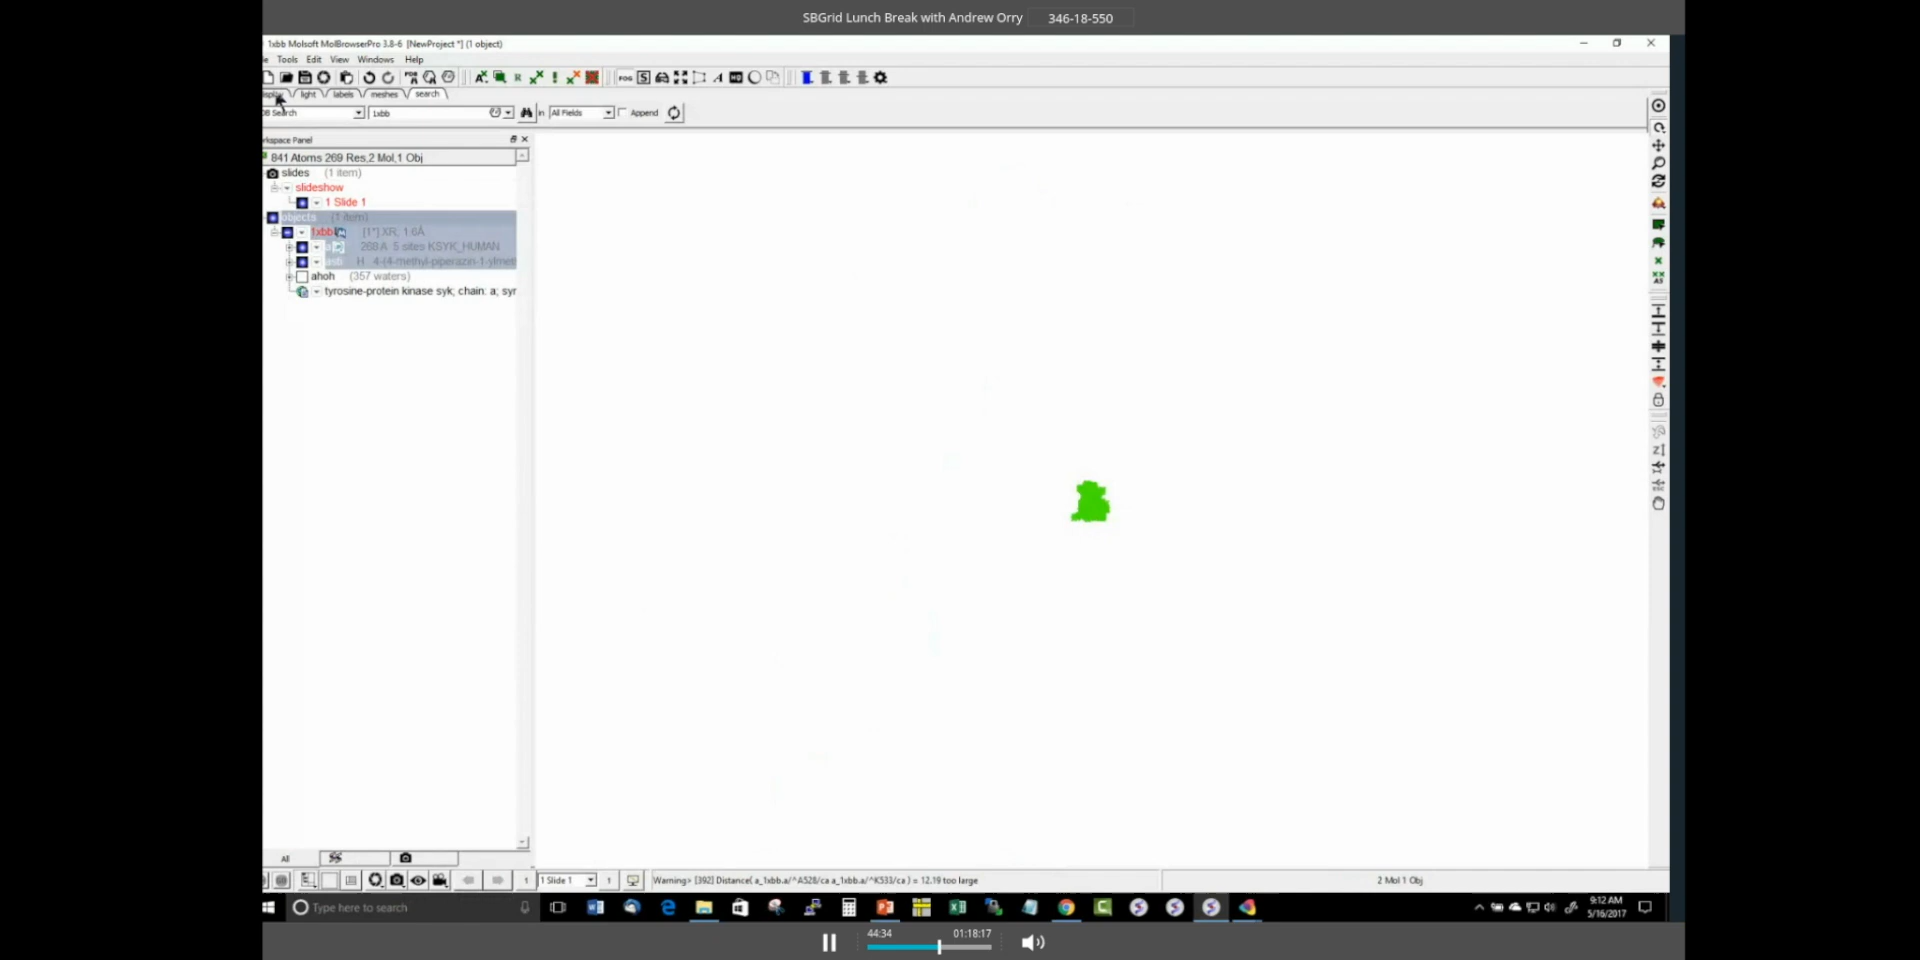 SBGrid Lunch Break with Andrew Orry 346-18-550
1xbb Molsoft MolBrowserPro 3.8-6 [NewProject *] (1 object)
Tools Edit View Windows Help
light labels meshes search
Search 1xbb in All Fields Append
841 Atoms 269 Res,2 Mol,1 Obj
slides (1 item)
slideshow
1 Slide 1
objects (1 item)
1xbb [1*] XR, 1.6Å
268 A 5 sites KSYK_HUMAN
H 4-(4-methyl-piperazin-1-ylmet
ahoh (357 waters)
tyrosine-protein kinase syk; chain: a; syr
All
1 1 Slide 1 1 Warning> [392] Distance( a_1xbb.a/^A528/ca a_1xbb.a/^K533/ca ) = 12.19 too large 2 Mol 1 Obj
Type here to search
9:12 AM
5/16/2017
44:34 01:18:17